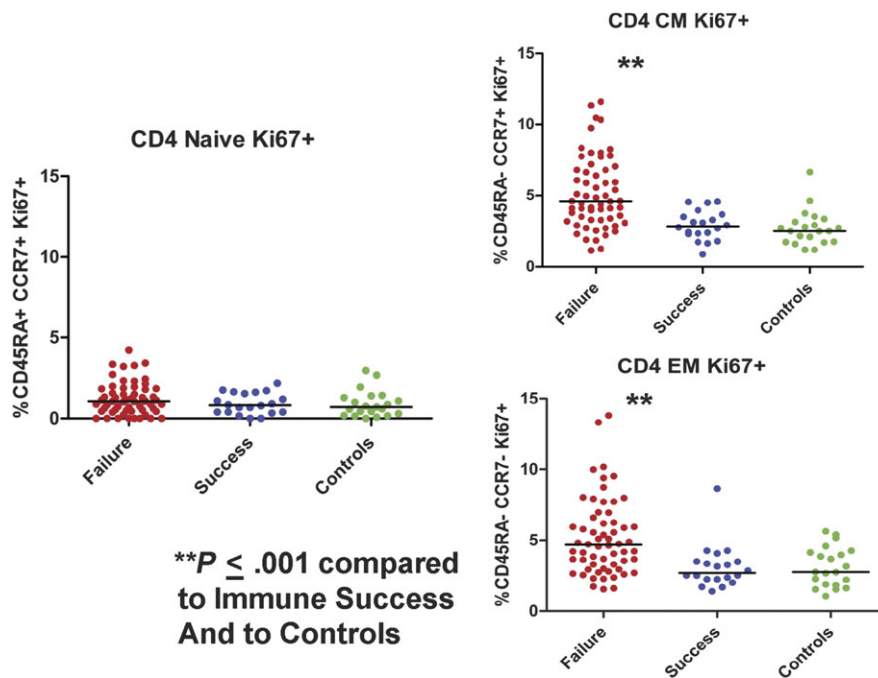 CD4 Naive Ki67+
%CD45RA+ CCR7+ Ki67+
15
10
5
0
Failure
Success
Controls
**P ≤ .001 compared
to Immune Success
And to Controls
CD4 CM Ki67+
%CD45RA- CCR7+ Ki67+
15
10
5
0
**
Failure
Success
Controls
CD4 EM Ki67+
%CD45RA- CCR7- Ki67+
15
10
5
0
**
Failure
Success
Controls